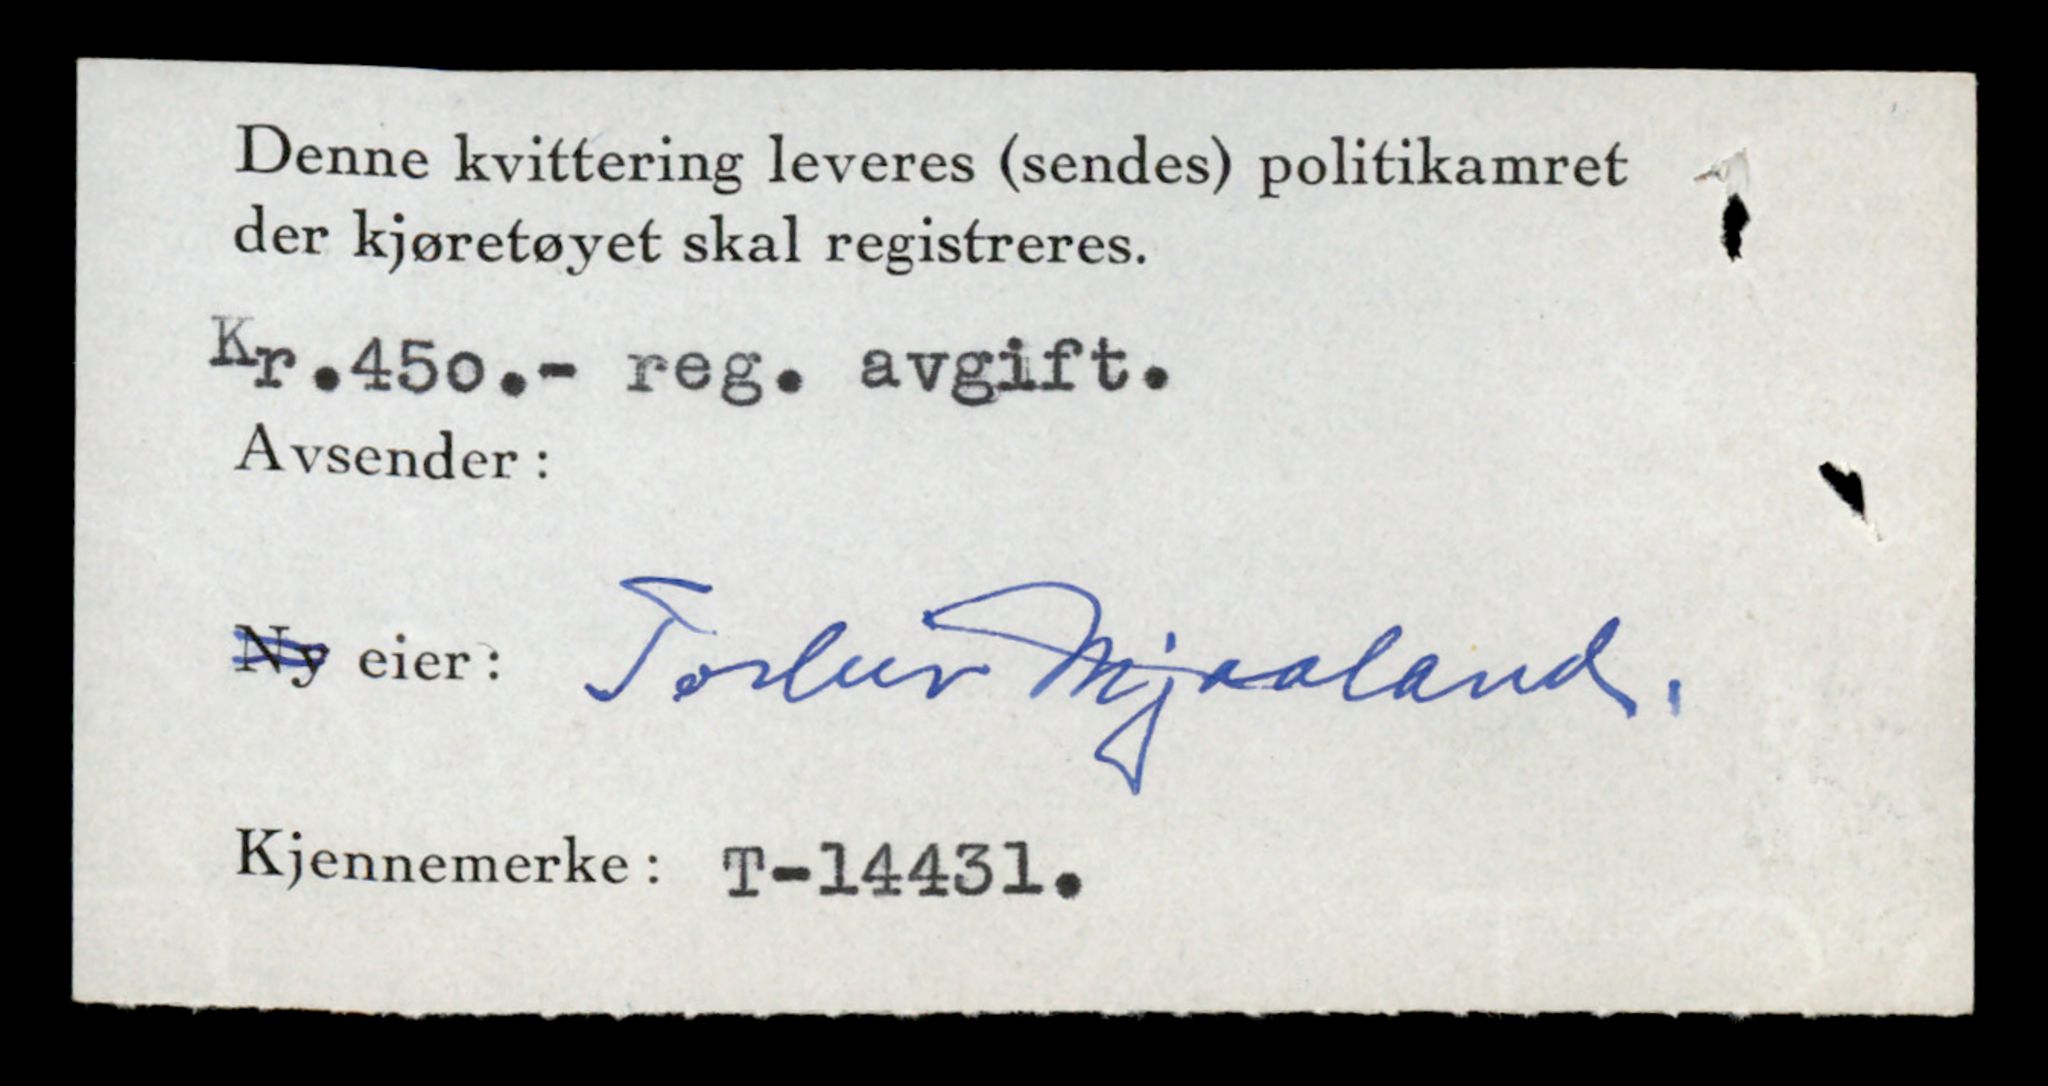 Denne kvittering leveres (sendes) politikamret
der kjøretøyet skal registreres.
Kr.450.- reg. avgift.
Avsender:
Ny eier: Torleiv Mjaaland.
Kjennemerke: T-14431.